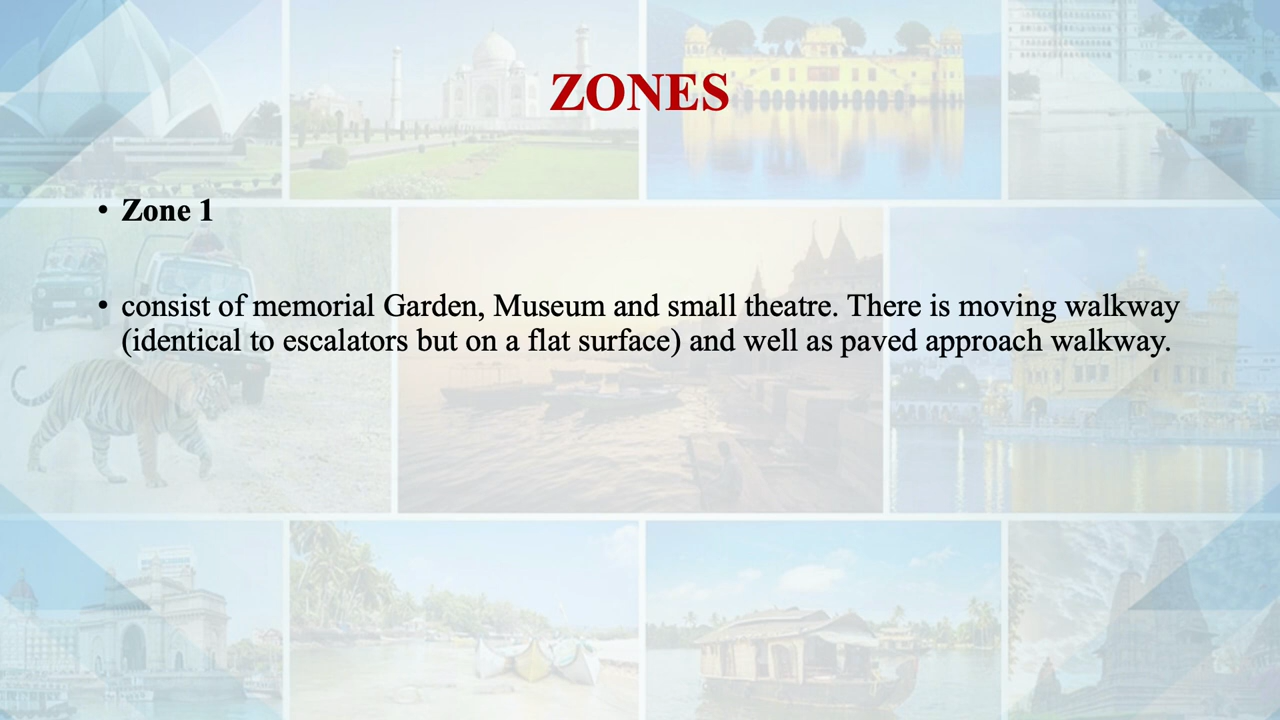 ZONES
• Zone 1
• consist of memorial Garden, Museum and small theatre. There is moving walkway
(identical to escalators but on a flat surface) and well as paved approach walkway.